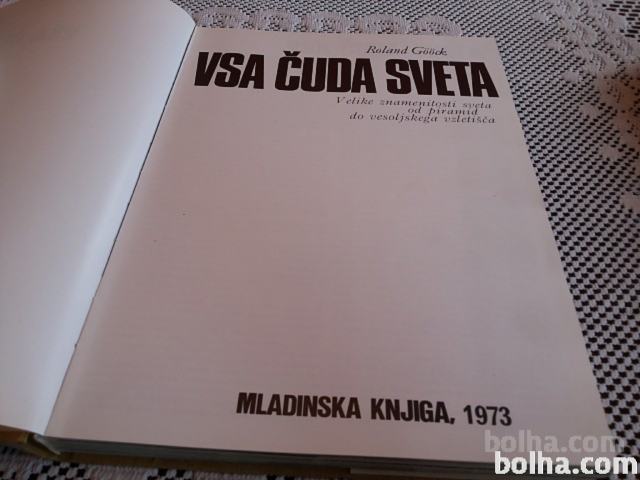 Roland Gööck
VSA ČUDA SVETA
Velike znamenitosti sveta
od piramid
do vesoljskega vzletišča
MLADINSKA KNJIGA, 1973
bolha.com
bolha.com